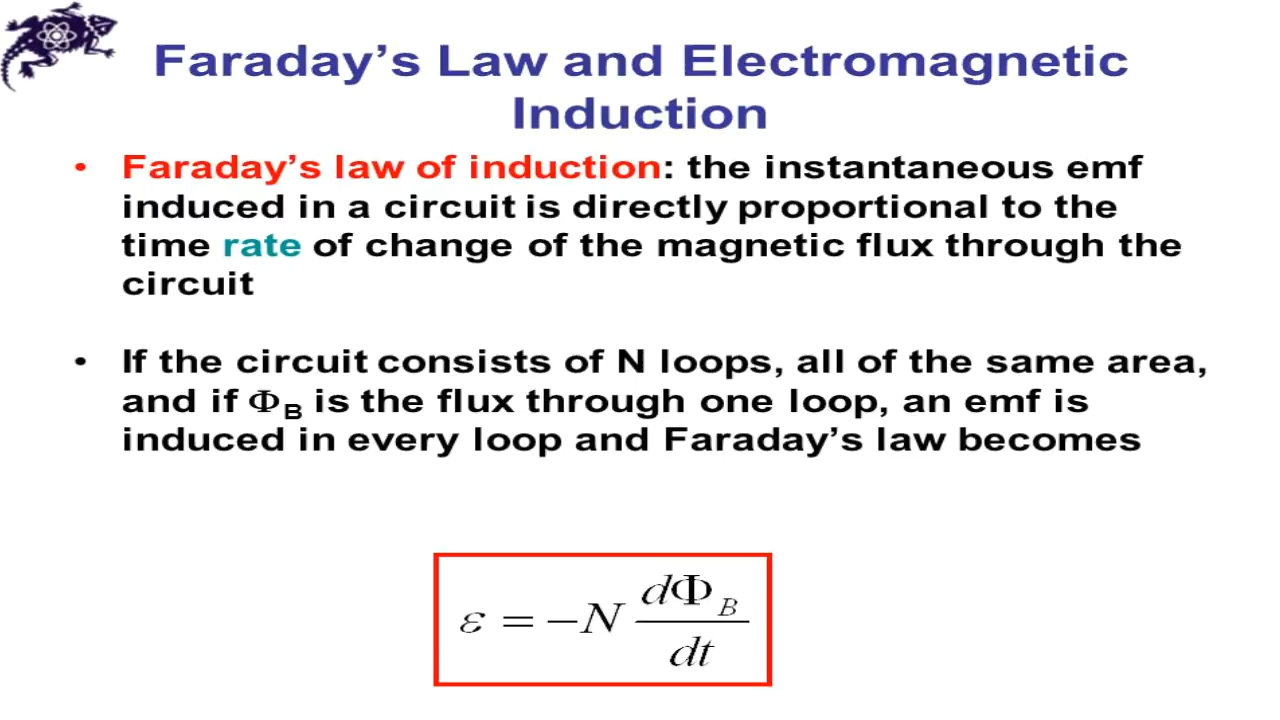 Faraday’s Law and Electromagnetic
Induction
• Faraday’s law of induction: the instantaneous emf
induced in a circuit is directly proportional to the
time rate of change of the magnetic flux through the
circuit
• If the circuit consists of N loops, all of the same area,
and if Φ_B is the flux through one loop, an emf is
induced in every loop and Faraday’s law becomes
ε = −N dΦ_B / dt